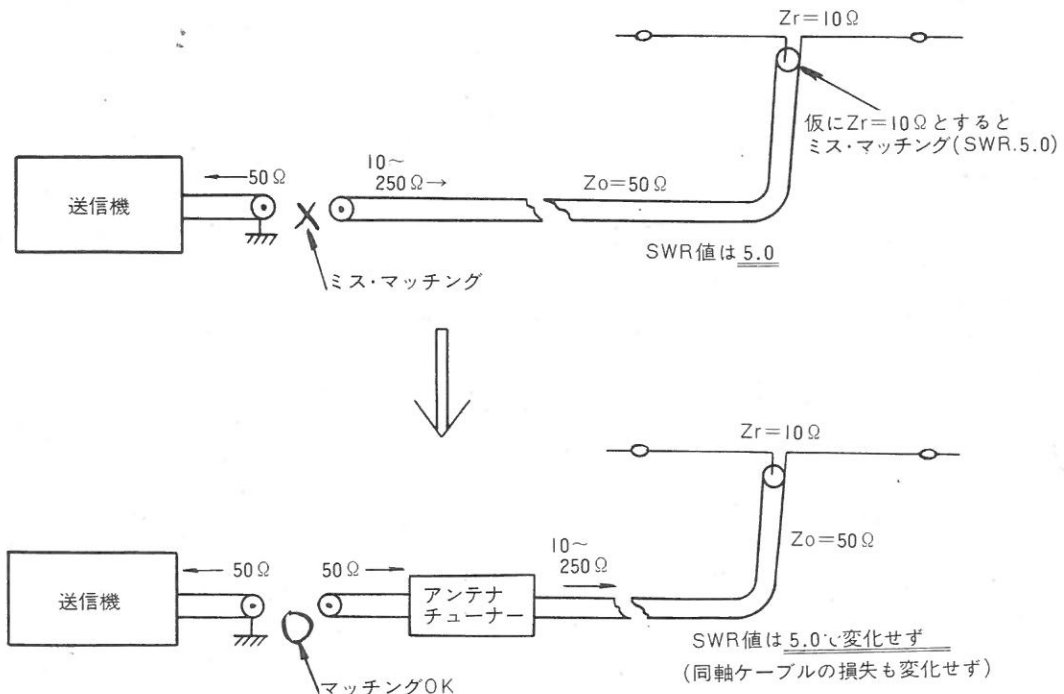 Zr=10Ω
仮にZr=10Ωとすると
ミス・マッチング(SWR.5.0)
送信機
←50Ω
10~
250Ω→
Zo=50Ω
SWR値は 5.0
ミス・マッチング
Zr=10Ω
Zo=50Ω
送信機
50Ω
50Ω
アンテナ
チューナー
10~
250Ω
SWR値は 5.0で変化せず
(同軸ケーブルの損失も変化せず)
マッチングOK